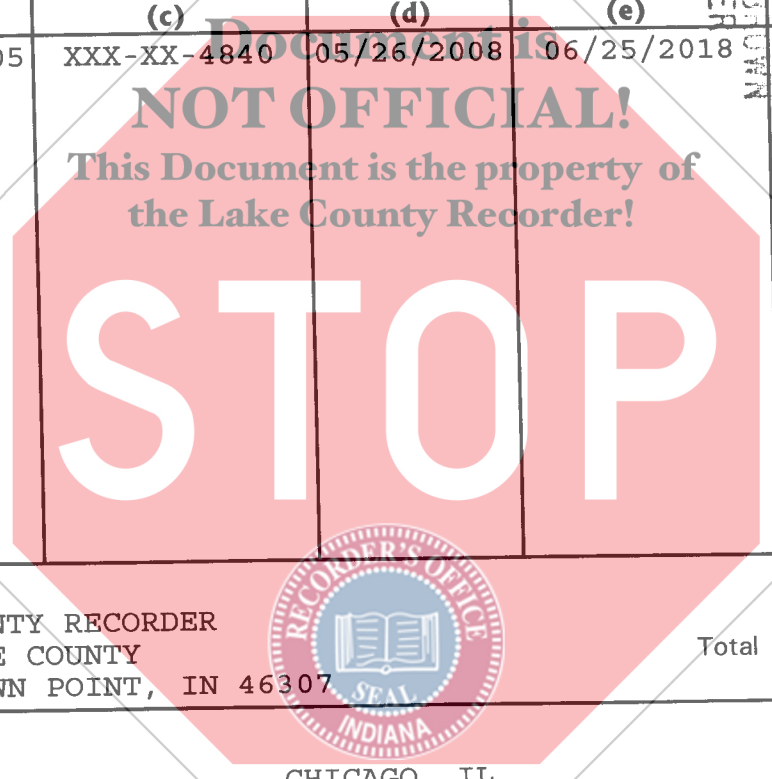 (c) (d) (e)
05 XXX-XX-4840 05/26/2008 06/25/2018
Document is
NOT OFFICIAL!
This Document is the property of
the Lake County Recorder!
STOP
RECORDER'S OFFICE
SEAL
INDIANA
NTY RECORDER
E COUNTY
WN POINT, IN 46307
Total
CHICAGO, IL